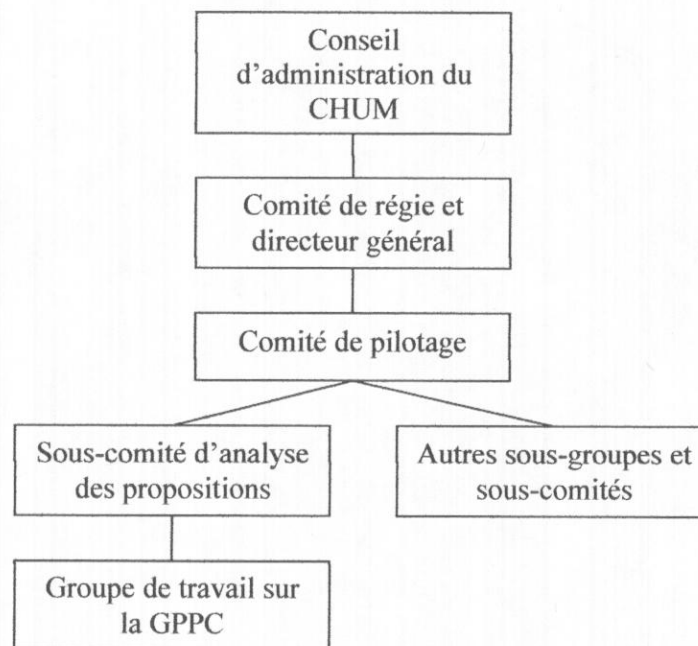 Conseil
d'administration du
CHUM
Comité de régie et
directeur général
Comité de pilotage
Sous-comité d'analyse
des propositions
Autres sous-groupes et
sous-comités
Groupe de travail sur
la GPPC